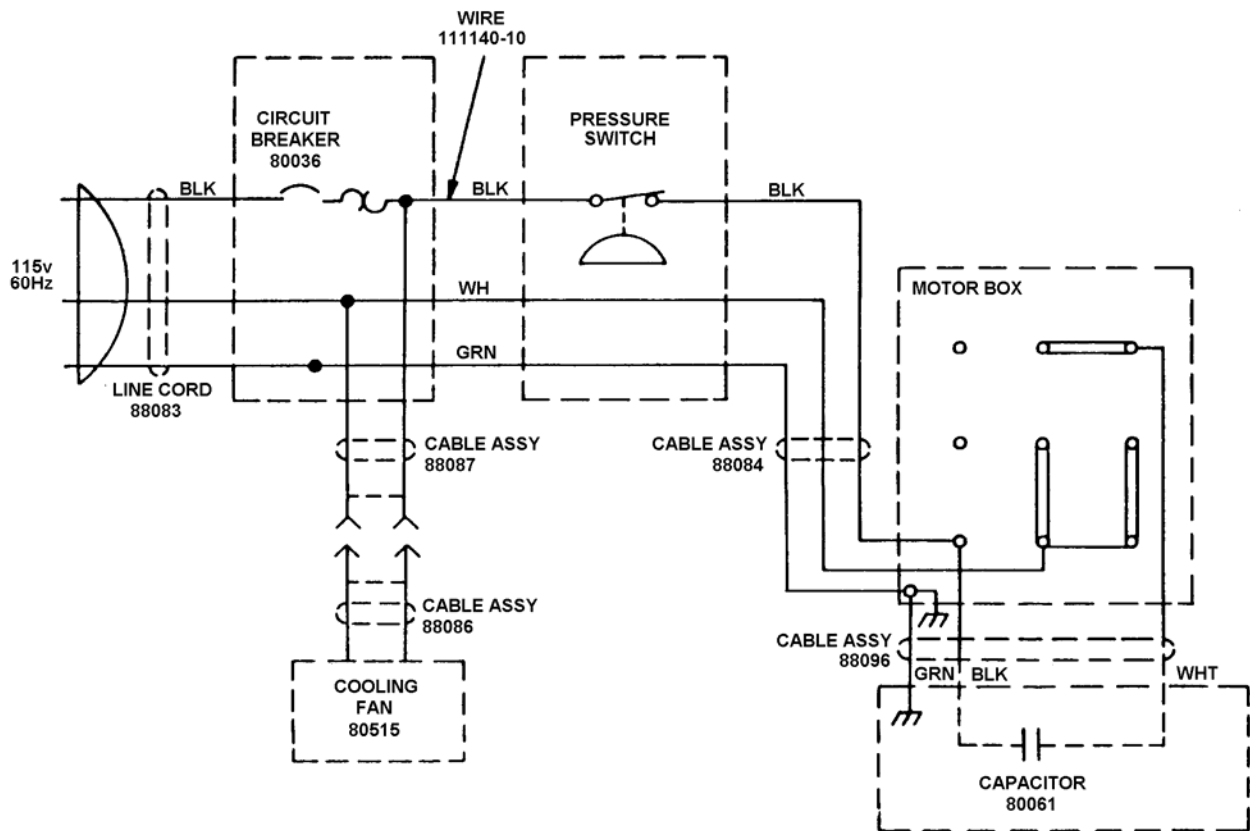 WIRE
111140-10
CIRCUIT
BREAKER
80036
PRESSURE
SWITCH
BLK
BLK
BLK
115v
60Hz
WH
MOTOR BOX
GRN
LINE CORD
88083
CABLE ASSY
88087
CABLE ASSY
88084
CABLE ASSY
88086
CABLE ASSY
88096
GRN
BLK
WHT
COOLING
FAN
80515
CAPACITOR
80061